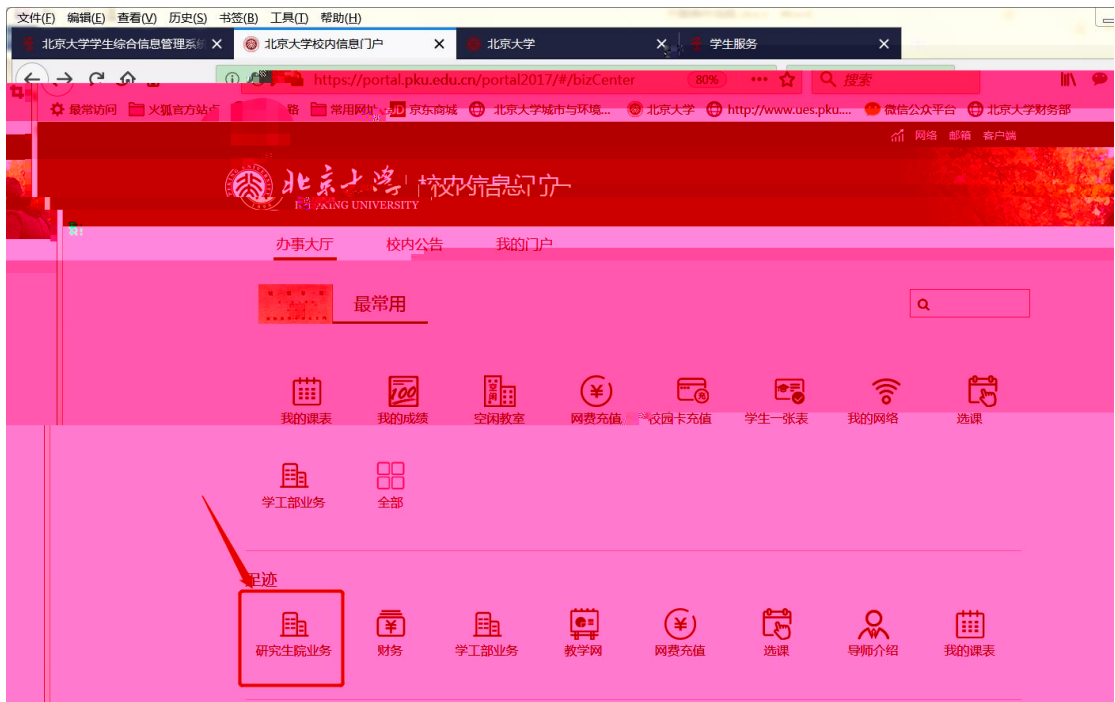 文件(F) 编辑(E) 查看(V) 历史(S) 书签(B) 工具(T) 帮助(H)
北京大学学生综合信息管理系统 北京大学校内信息门户 北京大学 学生服务
https://portal.pku.edu.cn/portal2017/#/bizCenter 80% 搜索
最常访问 火狐官方站点 常用网址 JD 京东商城 北京大学城市与环境... 北京大学 http://www.ues.pku.... 微信公众平台 北京大学财务部
网络 邮箱 客户端
北京大学 校内信息门户
PEKING UNIVERSITY
办事大厅 校内公告 我的门户
最常用
我的课表 我的成绩 空闲教室 网费充值 校园卡充值 学生一张表 我的网络 选课
学工部业务 全部
足迹
研究生院业务 财务 学工部业务 教学网 网费充值 选课 导师介绍 我的课表